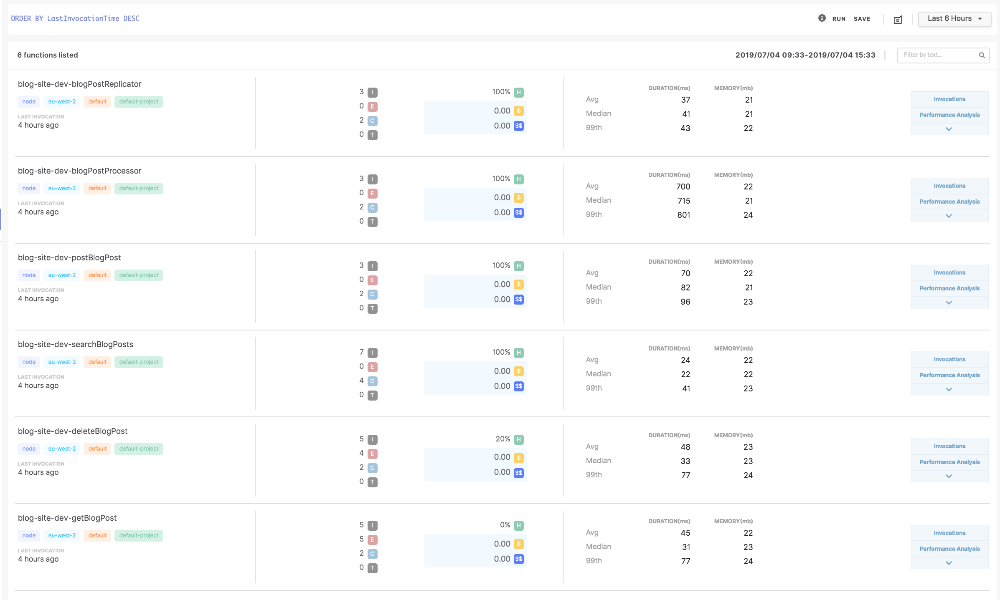 ORDER BY LastInvocationTime DESC
RUN SAVE Last 6 Hours
6 functions listed 2019/07/04 09:33-2019/07/04 15:33 Filter by text...
blog-site-dev-blogPostReplicator
node eu-west-2 default default-project
LAST INVOCATION
4 hours ago
3 I
0 E
2 C
0 T
100% H
0.00 $
0.00 $$
DURATION(ms) MEMORY(mb)
Avg 37 21
Median 41 21
99th 43 22
Invocations
Performance Analysis
blog-site-dev-blogPostProcessor
node eu-west-2 default default-project
LAST INVOCATION
4 hours ago
3 I
0 E
2 C
0 T
100% H
0.00 $
0.00 $$
DURATION(ms) MEMORY(mb)
Avg 700 22
Median 715 21
99th 801 24
Invocations
Performance Analysis
blog-site-dev-postBlogPost
node eu-west-2 default default-project
LAST INVOCATION
4 hours ago
3 I
0 E
2 C
0 T
100% H
0.00 $
0.00 $$
DURATION(ms) MEMORY(mb)
Avg 70 22
Median 82 21
99th 96 23
Invocations
Performance Analysis
blog-site-dev-searchBlogPosts
node eu-west-2 default default-project
LAST INVOCATION
4 hours ago
7 I
0 E
4 C
0 T
100% H
0.00 $
0.00 $$
DURATION(ms) MEMORY(mb)
Avg 24 22
Median 22 22
99th 41 23
Invocations
Performance Analysis
blog-site-dev-deleteBlogPost
node eu-west-2 default default-project
LAST INVOCATION
4 hours ago
5 I
4 E
2 C
0 T
20% H
0.00 $
0.00 $$
DURATION(ms) MEMORY(mb)
Avg 48 23
Median 33 23
99th 77 24
Invocations
Performance Analysis
blog-site-dev-getBlogPost
node eu-west-2 default default-project
LAST INVOCATION
4 hours ago
5 I
5 E
2 C
0 T
0% H
0.00 $
0.00 $$
DURATION(ms) MEMORY(mb)
Avg 45 22
Median 31 23
99th 77 24
Invocations
Performance Analysis